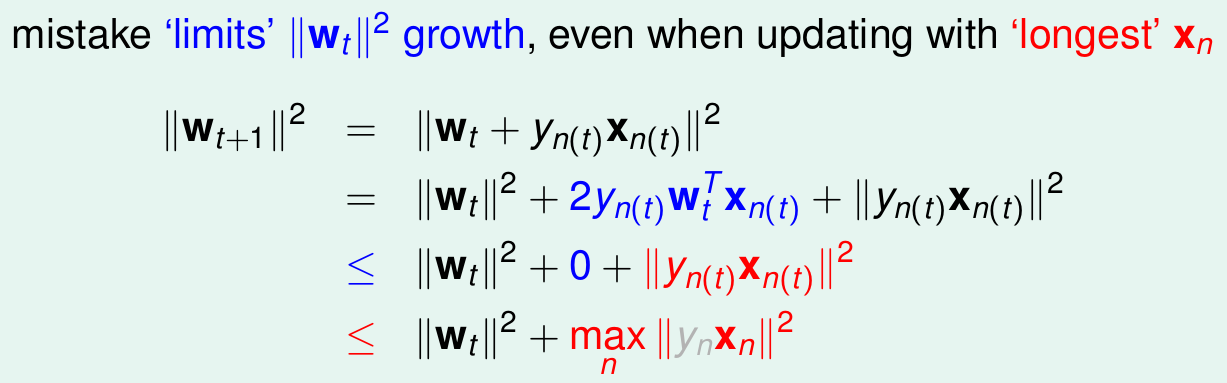 mistake ‘limits’ ‖w_t‖² growth, even when updating with ‘longest’ x_n
‖w_{t+1}‖² = ‖w_t + y_{n(t)}x_{n(t)}‖²
= ‖w_t‖² + 2y_{n(t)}w_t^T x_{n(t)} + ‖y_{n(t)}x_{n(t)}‖²
≤ ‖w_t‖² + 0 + ‖y_{n(t)}x_{n(t)}‖²
≤ ‖w_t‖² + max_n ‖y_n x_n‖²